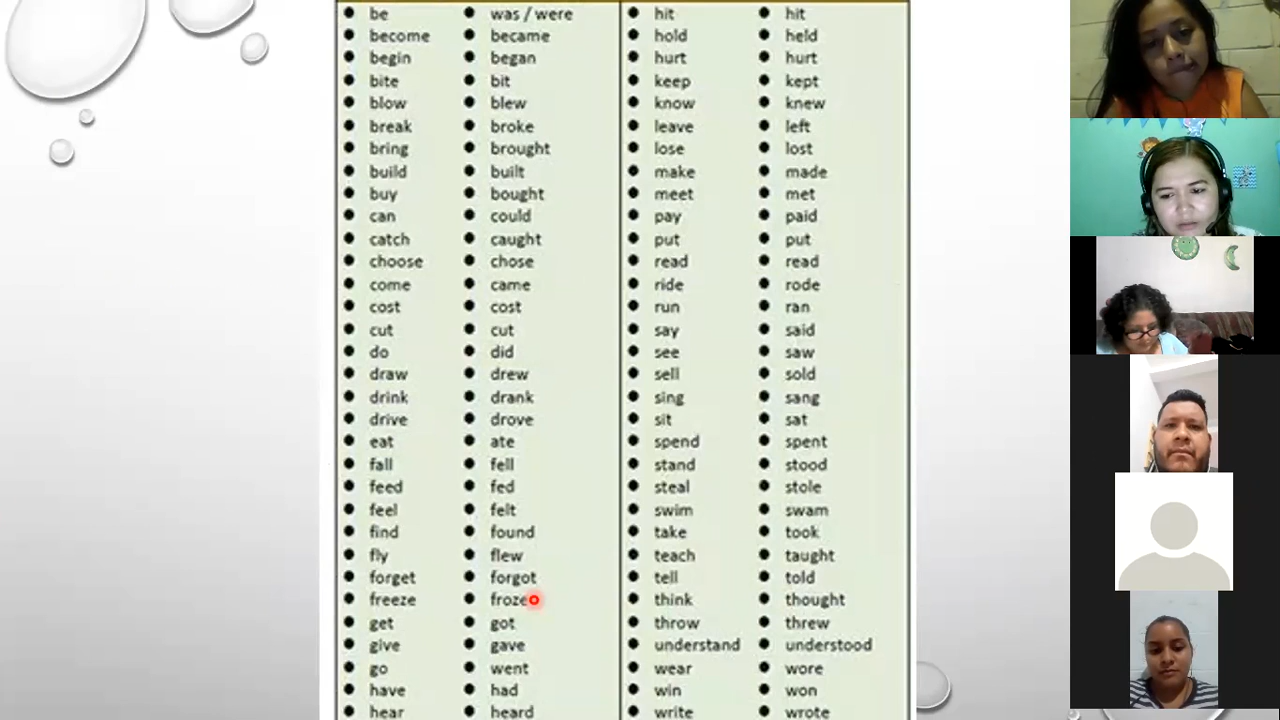 be was / were hit hit
become became hold held
begin began hurt hurt
bite bit keep kept
blow blew know knew
break broke leave left
bring brought lose lost
build built make made
buy bought meet met
can could pay paid
catch caught put put
choose chose read read
come came ride rode
cost cost run ran
cut cut say said
do did see saw
draw drew sell sold
drink drank sing sang
drive drove sit sat
eat ate spend spent
fall fell stand stood
feed fed steal stole
feel felt swim swam
find found take took
fly flew teach taught
forget forgot tell told
freeze froze think thought
get got throw threw
give gave understand understood
go went wear wore
have had win won
hear heard write wrote